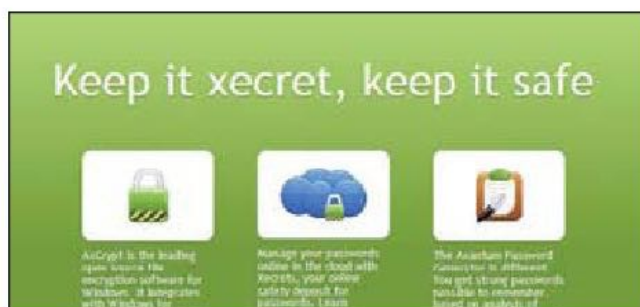 Keep it xecret, keep it safe
AxCrypt is the leading
open source file
encryption software for
Windows. It integrates
with Windows for
Manage your passwords
online in the cloud with
Xecrets, your online
safety deposit for
passwords. Learn
The Axantum Password
Generator is different.
You get strong passwords
possible to remember
based on